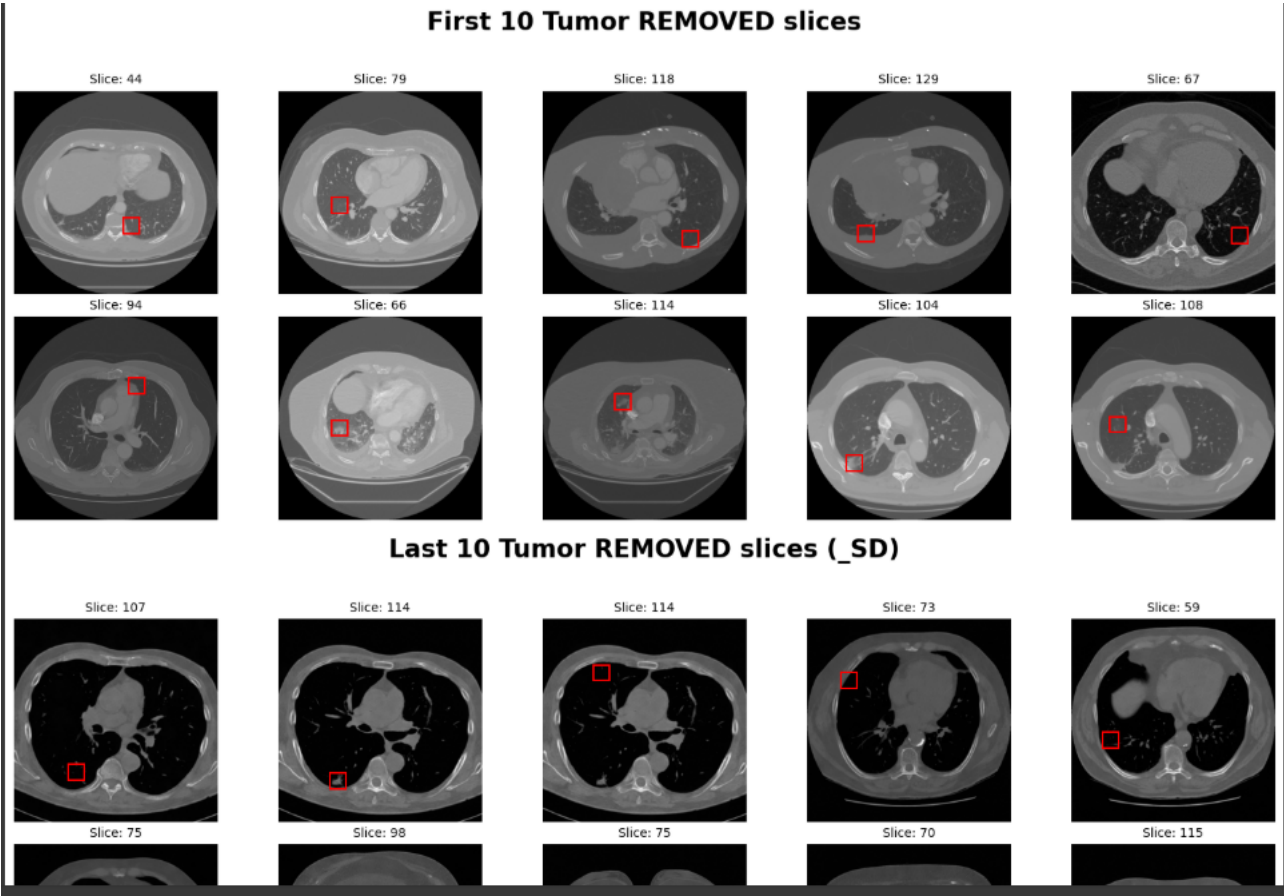 First 10 Tumor REMOVED slices
Slice: 44 Slice: 79 Slice: 118 Slice: 129 Slice: 67
Slice: 94 Slice: 66 Slice: 114 Slice: 104 Slice: 108
Last 10 Tumor REMOVED slices (_SD)
Slice: 107 Slice: 114 Slice: 114 Slice: 73 Slice: 59
Slice: 75 Slice: 98 Slice: 75 Slice: 70 Slice: 115